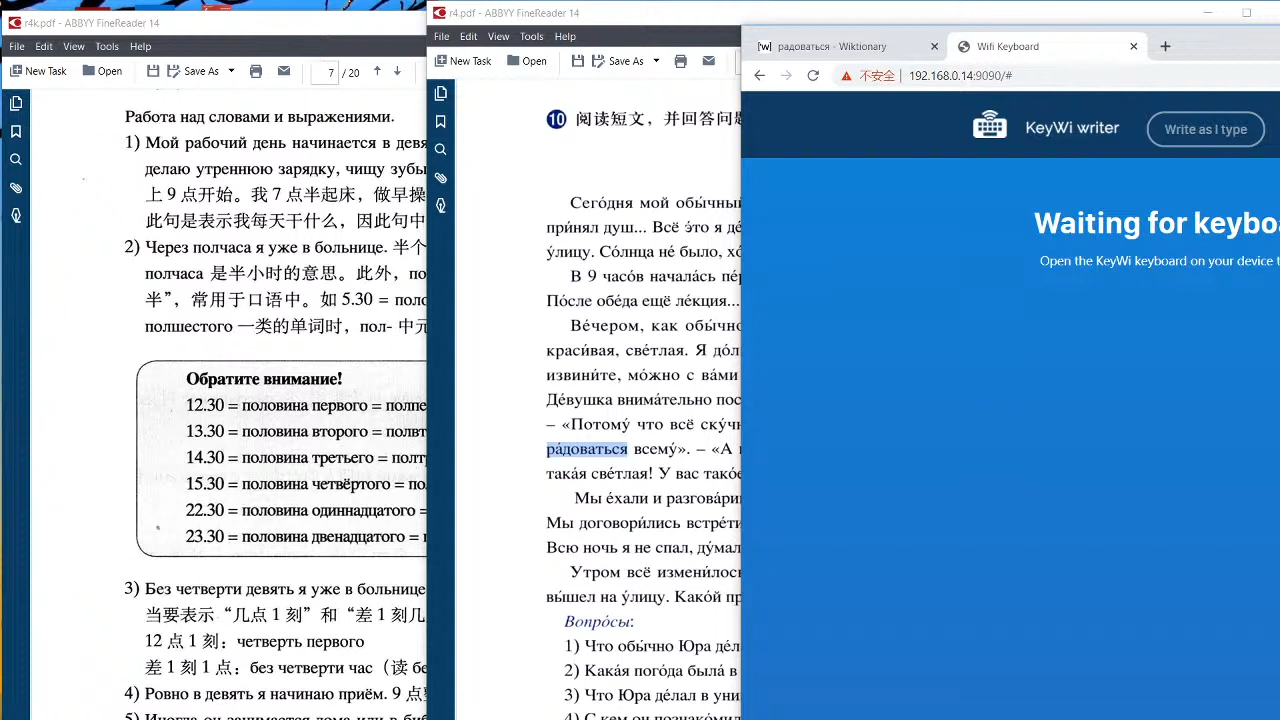 r4k.pdf - ABBYY FineReader 14
File Edit View Tools Help
New Task Open Save As 7 / 20
Работа над словами и выражениями.
1) Мой рабочий день начинается в девя
делаю утреннюю зарядку, чищу зубы
上 9 点开始。我 7 点半起床，做早操
此句是表示我每天干什么，因此句中
2) Через полчаса я уже в больнице. 半个
полчаса 是半小时的意思。此外，по
半”，常用于口语中。如 5.30 = поло
полшестого 一类的单词时，пол- 中元
Обратите внимание!
12.30 = половина первого = полпе
13.30 = половина второго = полвт
14.30 = половина третьего = полт
15.30 = половина четвёртого = по
22.30 = половина одиннадцатого =
23.30 = половина двенадцатого =
3) Без четверти девять я уже в больнице
当要表示“几点 1 刻”和“差 1 刻几
12 点 1 刻：четверть первого
差 1 刻 1 点：без четверти час（读 бе
4) Ровно в девять я начинаю приём. 9 点
5) Иногда он занимается дома или в биб
r4.pdf - ABBYY FineReader 14
File Edit View Tools Help
New Task Open Save As
10 阅读短文，并回答问题
Сего́дня мой обы́чный
при́нял душ... Всё э́то я де́
у́лицу. Со́лнца не́ было, хо́
В 9 часо́в начала́сь пе́р
По́сле обе́да ещё ле́кция...
Ве́чером, как обы́чно
краси́вая, све́тлая. Я до́л
извини́те, мо́жно с ва́ми
Де́вушка внима́тельно пос
– «Потому́ что всё ску́чн
ра́доваться всему́». – «А
така́я све́тлая! У вас тако́е
Мы е́хали и разгова́ри
Мы договори́лись встре́ти
Всю ночь я не спал, ду́мал
Утром всё измени́лось
вы́шел на у́лицу. Како́й пр
Вопро́сы:
1) Что обы́чно Юра де́ла
2) Кака́я пого́да была́ в
3) Что Юра де́лал в уни
4) С кем он познако́мил
радоваться - Wiktionary
Wifi Keyboard
不安全 192.168.0.14:9090/#
KeyWi writer
Write as I type
Waiting for keybo
Open the KeyWi keyboard on your device t